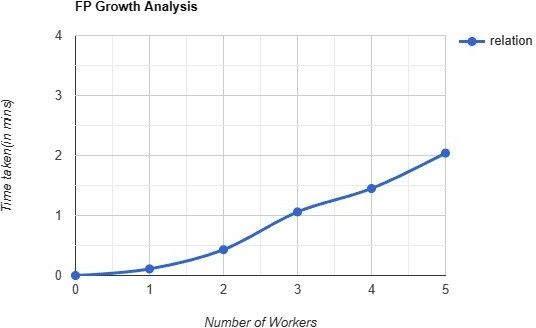 FP Growth Analysis
4
3
2
1
0
0 1 2 3 4 5
Time taken(in mins)
Number of Workers
relation